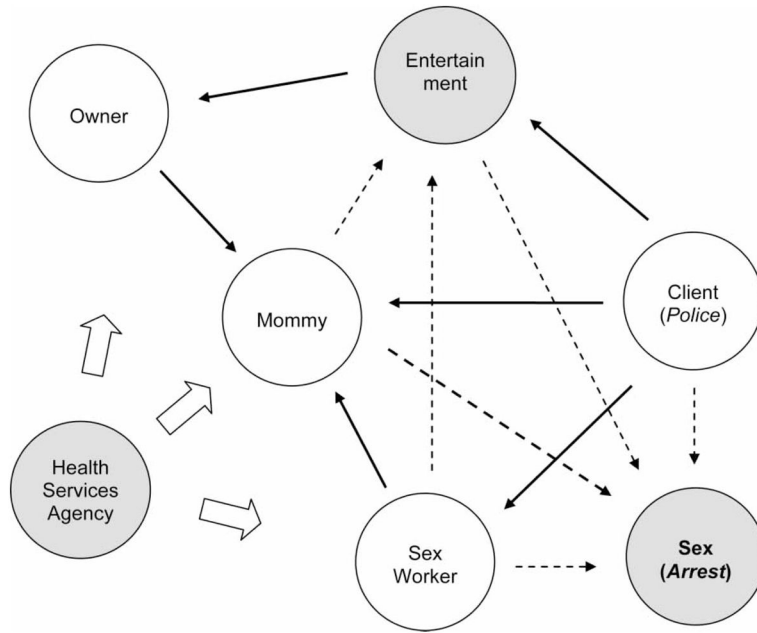 Entertain
ment
Owner
Client
(Police)
Mommy
Health
Services
Agency
Sex
Worker
Sex
(Arrest)